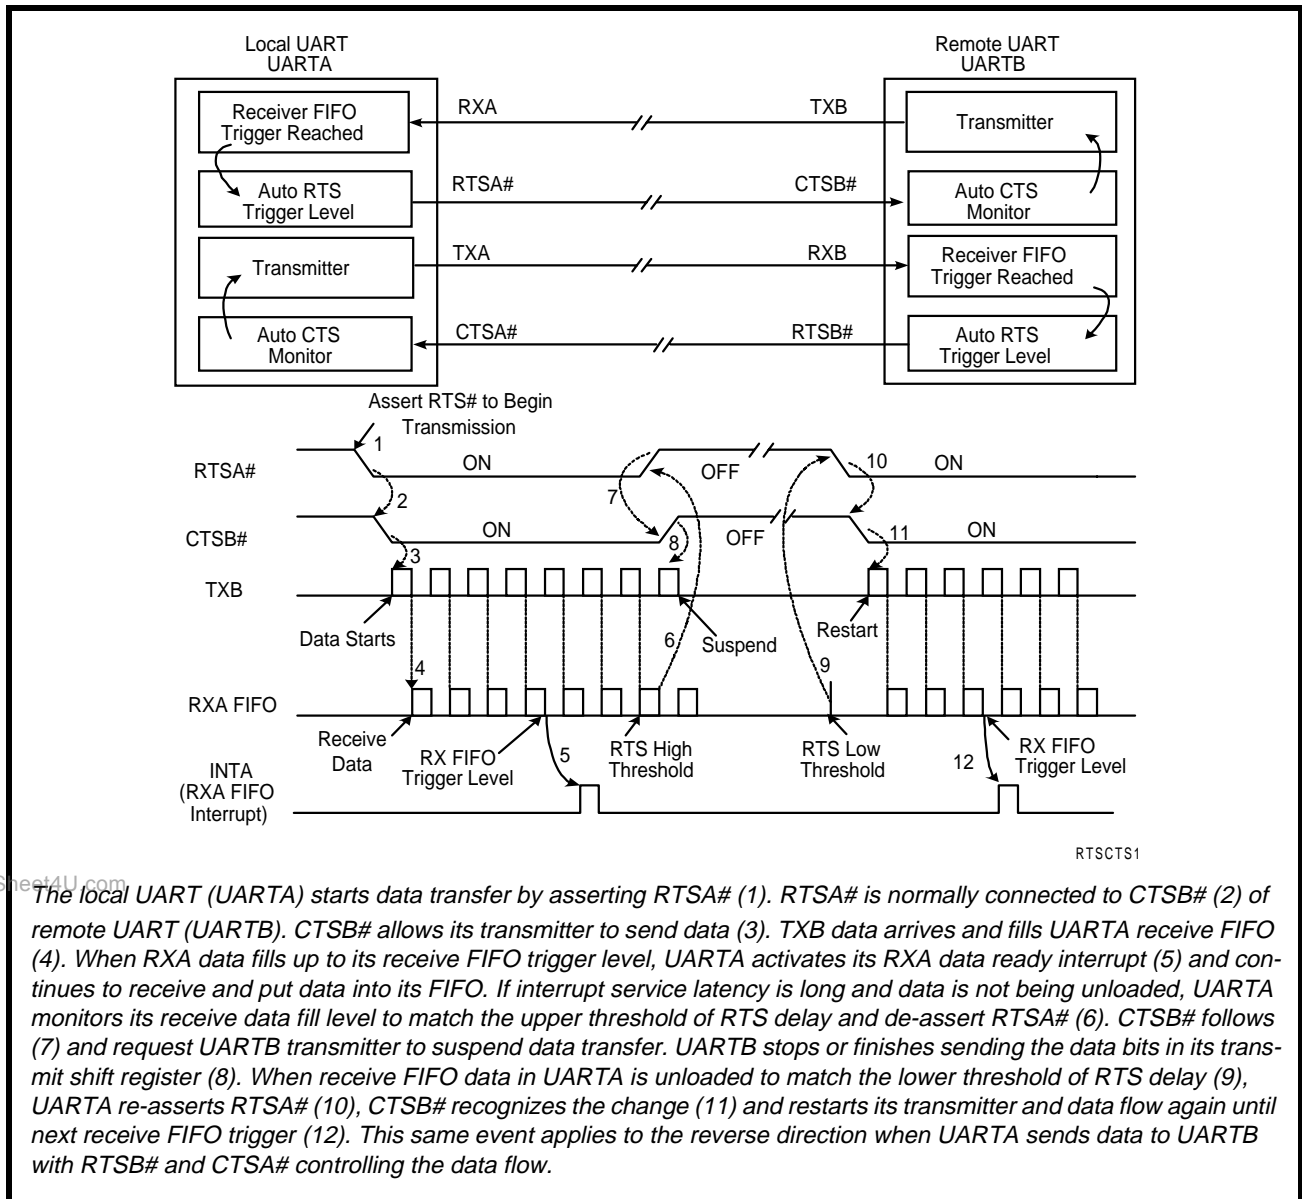 Local UART
UARTA
Remote UART
UARTB
Receiver FIFO
Trigger Reached
RXA
TXB
Transmitter
Auto RTS
Trigger Level
RTSA#
CTSB#
Auto CTS
Monitor
Transmitter
TXA
RXB
Receiver FIFO
Trigger Reached
Auto CTS
Monitor
CTSA#
RTSB#
Auto RTS
Trigger Level
Assert RTS# to Begin
Transmission
1
RTSA#
ON
OFF
10
ON
2
7
CTSB#
ON
8
OFF
11
ON
3
TXB
Data Starts
6
Suspend
Restart
4
9
RXA FIFO
Receive
Data
RX FIFO
Trigger Level
5
RTS High
Threshold
RTS Low
Threshold
12
RX FIFO
Trigger Level
INTA
(RXA FIFO
Interrupt)
RTSCTS1
Sheet4U.com
The local UART (UARTA) starts data transfer by asserting RTSA# (1). RTSA# is normally connected to CTSB# (2) of
remote UART (UARTB). CTSB# allows its transmitter to send data (3). TXB data arrives and fills UARTA receive FIFO
(4). When RXA data fills up to its receive FIFO trigger level, UARTA activates its RXA data ready interrupt (5) and con-
tinues to receive and put data into its FIFO. If interrupt service latency is long and data is not being unloaded, UARTA
monitors its receive data fill level to match the upper threshold of RTS delay and de-assert RTSA# (6). CTSB# follows
(7) and request UARTB transmitter to suspend data transfer. UARTB stops or finishes sending the data bits in its trans-
mit shift register (8). When receive FIFO data in UARTA is unloaded to match the lower threshold of RTS delay (9),
UARTA re-asserts RTSA# (10), CTSB# recognizes the change (11) and restarts its transmitter and data flow again until
next receive FIFO trigger (12). This same event applies to the reverse direction when UARTA sends data to UARTB
with RTSB# and CTSA# controlling the data flow.